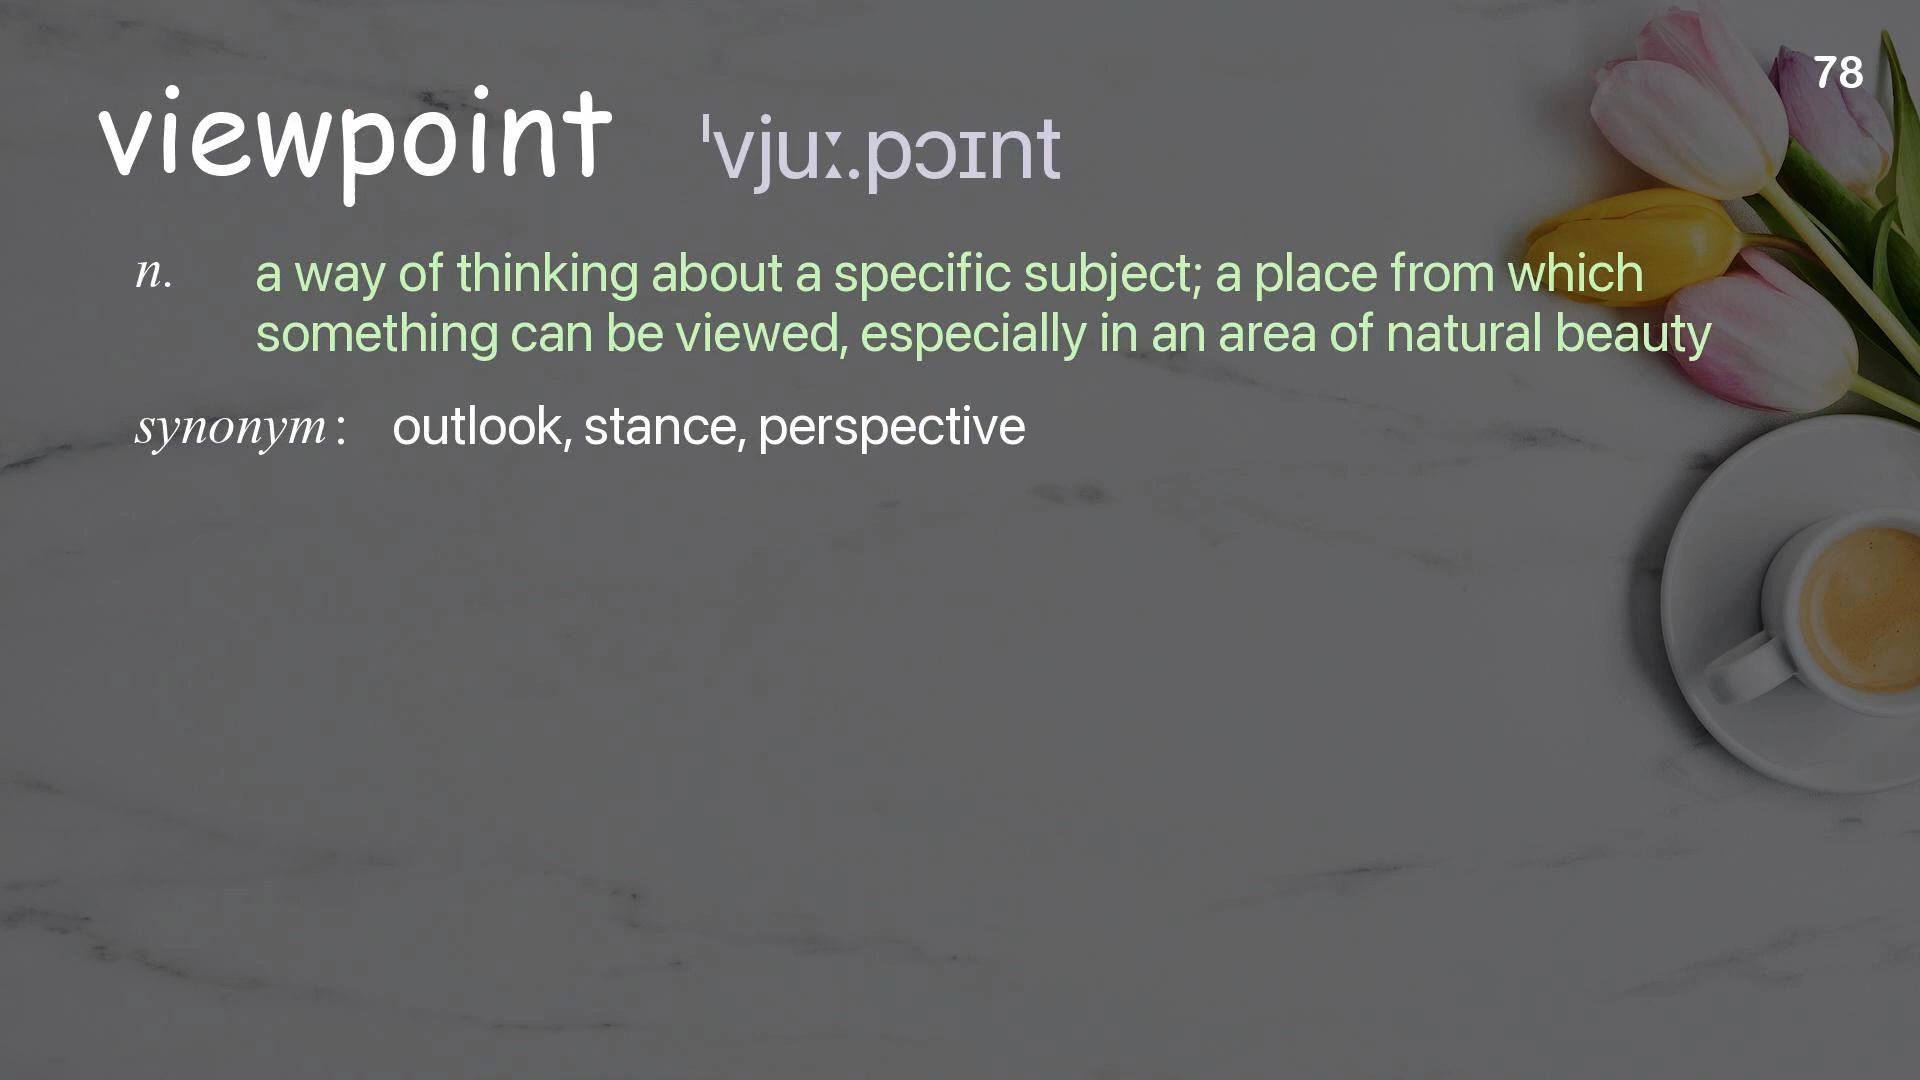 78
viewpoint ˈvjuː.pɔɪnt
n. a way of thinking about a specific subject; a place from which
something can be viewed, especially in an area of natural beauty
synonym: outlook, stance, perspective